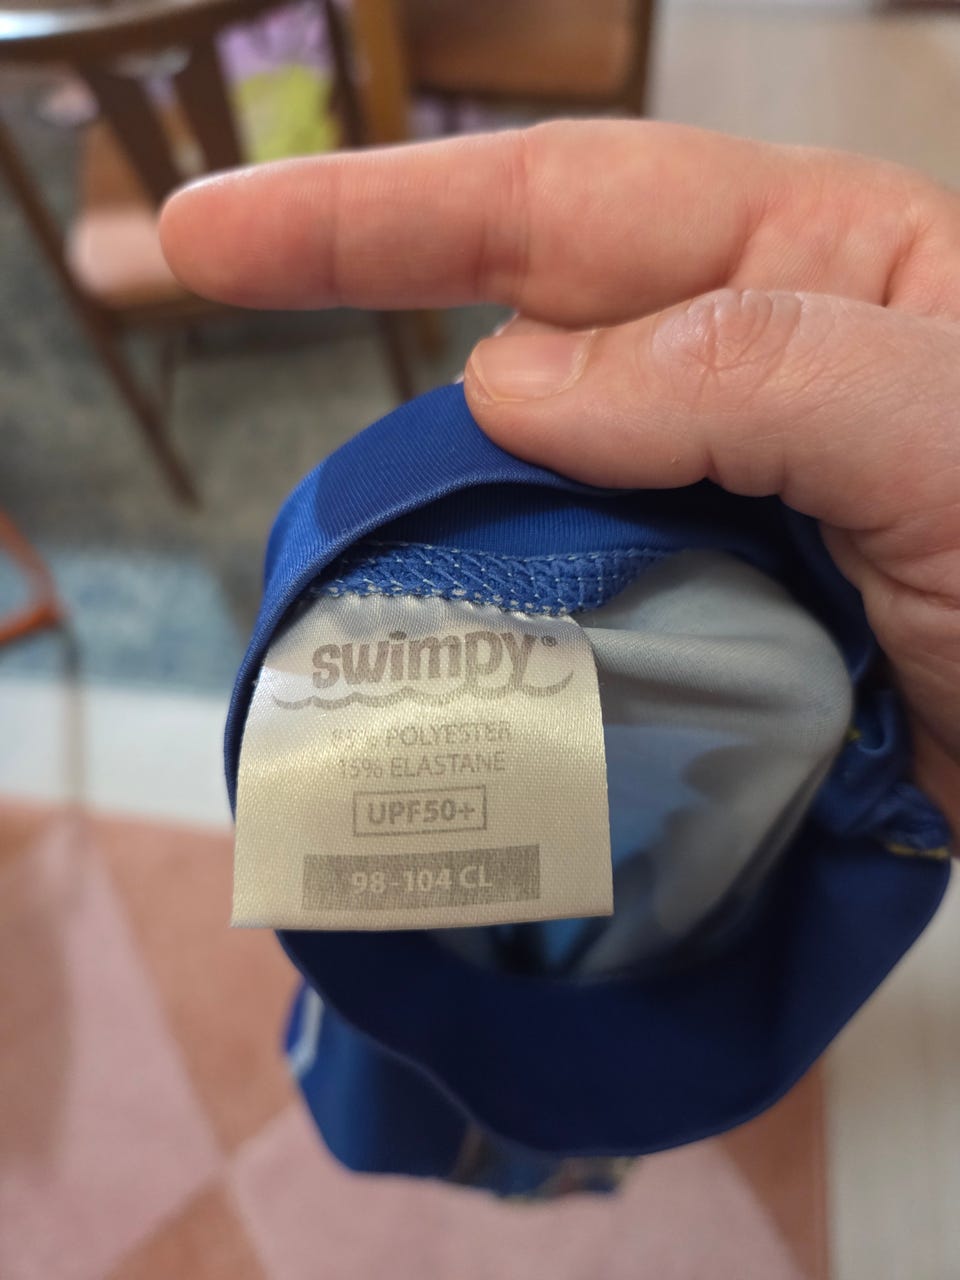 swimpy®
POLYESTER
15% ELASTANE
UPF50+
98-104 CL